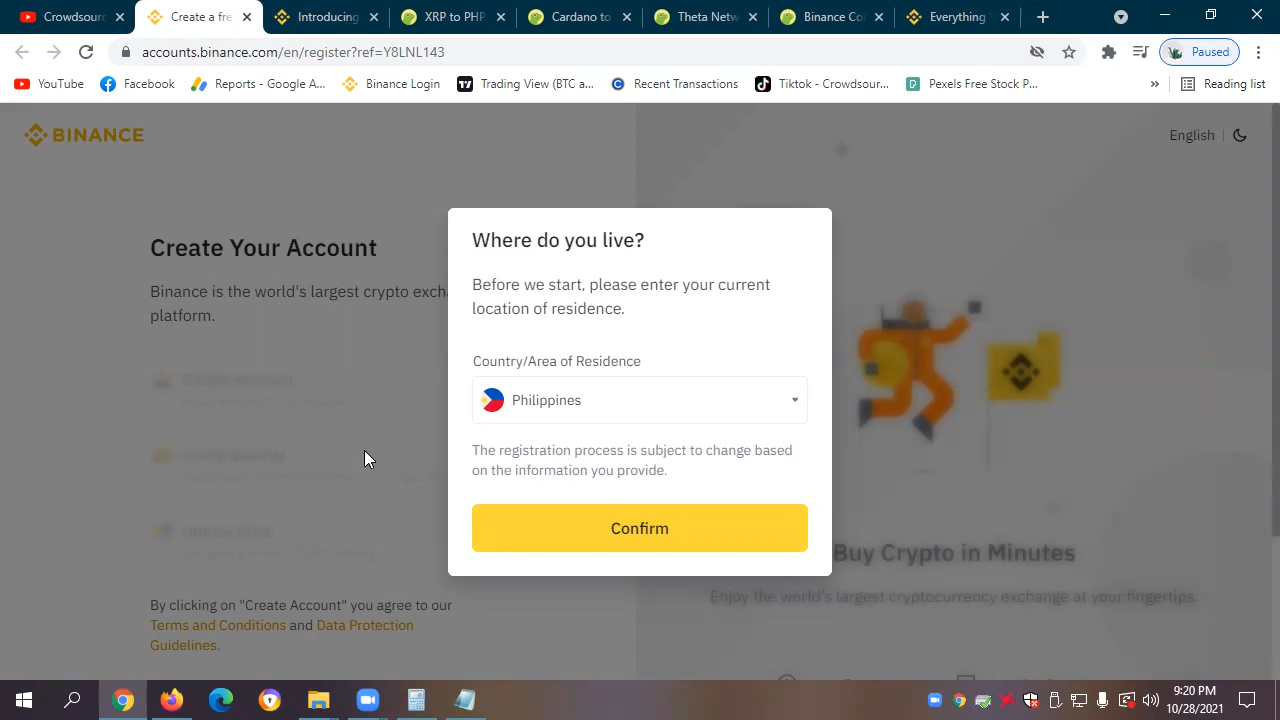 Crowdsourc
Create a fre
Introducing
XRP to PHP
Cardano to
Theta Netw
Binance Coi
Everything
accounts.binance.com/en/register?ref=Y8LNL143
Paused
YouTube
Facebook
Reports - Google A...
Binance Login
Trading View (BTC a...
Recent Transactions
Tiktok - Crowdsour...
Pexels Free Stock P...
»
Reading list
BINANCE
English
Where do you live?
Create Your Account
Before we start, please enter your current
location of residence.
Binance is the world's largest crypto exch
platform.
Country/Area of Residence
Philippines
The registration process is subject to change based
on the information you provide.
Confirm
Buy Crypto in Minutes
Enjoy the world's largest cryptocurrency exchange at your fingertips.
By clicking on "Create Account" you agree to our
Terms and Conditions and Data Protection
Guidelines.
9:20 PM
10/28/2021